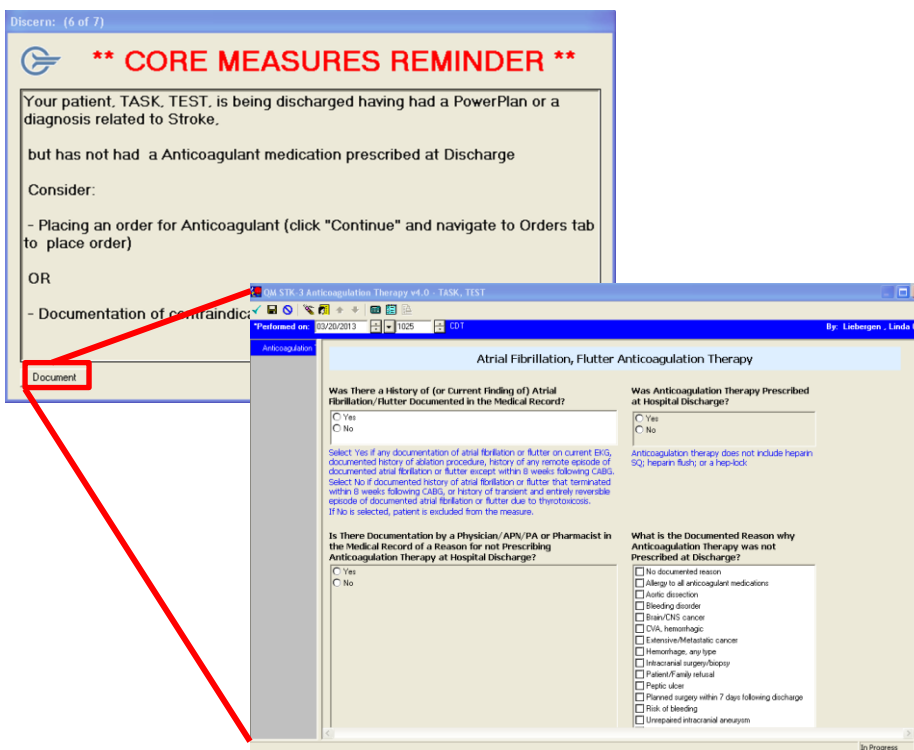 Discern: (6 of 7)
** CORE MEASURES REMINDER **
Your patient, TASK, TEST, is being discharged having had a PowerPlan or a
diagnosis related to Stroke,
but has not had a Anticoagulant medication prescribed at Discharge
Consider:
- Placing an order for Anticoagulant (click "Continue" and navigate to Orders tab
to place order)
OR
- Documentation of
Document
QM STK-3 Anticoagulation Therapy v4.0 - TASK, TEST
*Performed on: 03/20/2013 1025 CDT By: Liebergen , Linda
Anticoagulation
Atrial Fibrillation, Flutter Anticoagulation Therapy
Was There a History of (or Current Finding of) Atrial
Fibrillation/Flutter Documented in the Medical Record?
Yes
No
Select Yes if any documentation of atrial fibrillation or flutter on current EKG,
documented history of ablation procedure, history of any remote episode of
documented atrial fibrillation or flutter except within 8 weeks following CABG.
Select No if documented history of atrial fibrillation or flutter that terminated
within 8 weeks following CABG, or history of transient and entirely reversible
episode of documented atrial fibrillation or flutter due to thyrotoxicosis.
If No is selected, patient is excluded from the measure.
Was Anticoagulation Therapy Prescribed
at Hospital Discharge?
Yes
No
Anticoagulation therapy does not include heparin
SQ; heparin flush; or a hep-lock
Is There Documentation by a Physician/APN/PA or Pharmacist in
the Medical Record of a Reason for not Prescribing
Anticoagulation Therapy at Hospital Discharge?
Yes
No
What is the Documented Reason why
Anticoagulation Therapy was not
Prescribed at Discharge?
No documented reason
Allergy to all anticoagulant medications
Aortic dissection
Bleeding disorder
Brain/CNS cancer
CVA, hemorrhagic
Extensive/Metastatic cancer
Hemorrhage, any type
Intracranial surgery/biopsy
Patient/Family refusal
Peptic ulcer
Planned surgery within 7 days following discharge
Risk of bleeding
Unrepaired intracranial aneurysm
In Progress